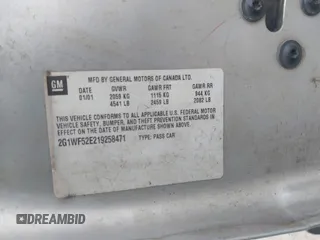 GM
MFD BY GENERAL MOTORS OF CANADA LTD.
DATE GVWR GAWR FRT GAWR RR
01/01 2059 KG 1115 KG 944 KG
4541 LB 2459 LB 2082 LB
THIS VEHICLE CONFORMS TO ALL APPLICABLE U.S. FEDERAL MOTOR
VEHICLE SAFETY, BUMPER, AND THEFT PREVENTION STANDARDS IN
EFFECT ON THE DATE OF MANUFACTURE SHOWN ABOVE.
2G1WF52E219258471 TYPE: PASS CAR
©DREAMBID